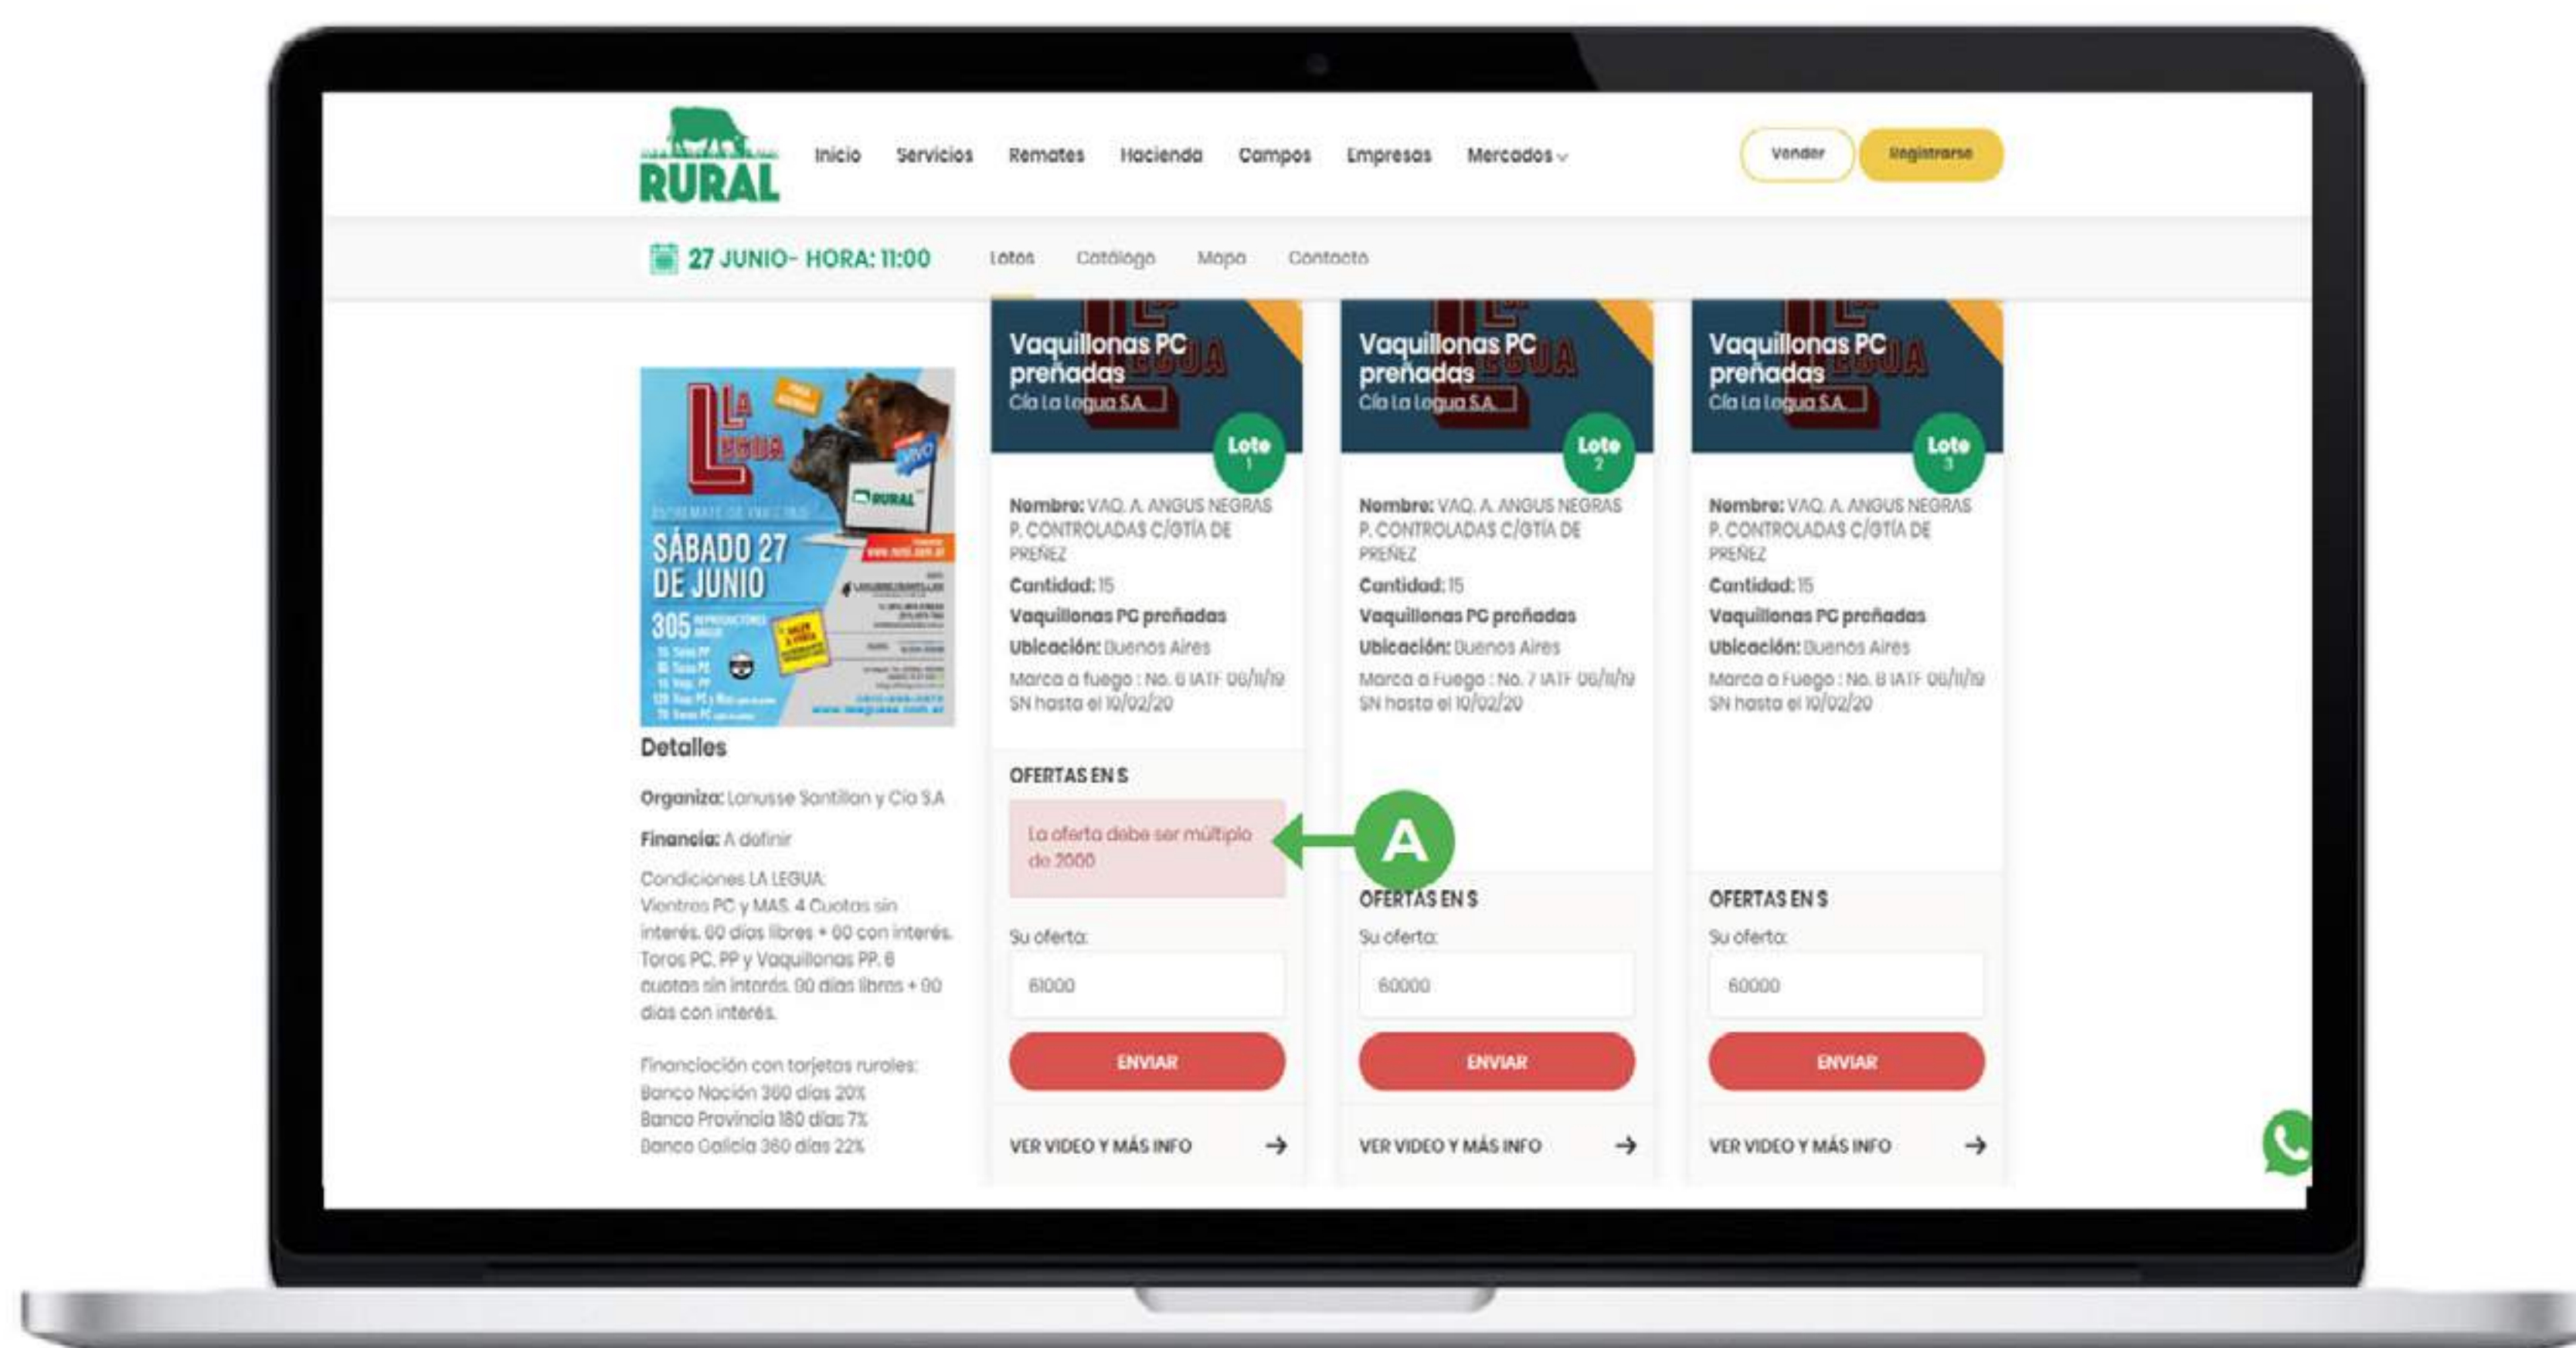 RURAL
Inicio Servicios Remates Hacienda Campos Empresas Mercados
Vender Registrarse
27 JUNIO- HORA: 11:00
Lotes Catálogo Mapa Contacto
LA
LEGUA
VIVO
RURAL
SÁBADO 27
DE JUNIO
305 REPRODUCTORES
Detalles
Organiza: Lanusse Santillan y Cía S.A
Financia: A definir
Condiciones LA LEGUA:
Vientres PC y MAS. 4 Cuotas sin
interés. 60 días libres + 60 con interés.
Toros PC, PP y Vaquillonas PP. 6
cuotas sin interés. 90 días libres + 90
días con interés.
Financiación con tarjetas rurales:
Banco Nación 360 días 20%
Banco Provincia 180 días 7%
Banco Galicia 360 días 22%
Vaquillonas PC
preñadas
Cía La Legua S.A.
Lote
1
Nombre: VAQ. A. ANGUS NEGRAS
P. CONTROLADAS C/GTÍA DE
PREÑEZ
Cantidad: 15
Vaquillonas PC preñadas
Ubicación: Buenos Aires
Marca a fuego : No. 6 IATF 06/11/19
SN hasta el 10/02/20
OFERTAS EN $
La oferta debe ser múltiplo
de 2000
A
Su oferta:
61000
ENVIAR
VER VIDEO Y MÁS INFO
Vaquillonas PC
preñadas
Cía La Legua S.A.
Lote
2
Nombre: VAQ. A. ANGUS NEGRAS
P. CONTROLADAS C/GTÍA DE
PREÑEZ
Cantidad: 15
Vaquillonas PC preñadas
Ubicación: Buenos Aires
Marca a Fuego : No. 7 IATF 06/11/19
SN hasta el 10/02/20
OFERTAS EN $
Su oferta:
60000
ENVIAR
VER VIDEO Y MÁS INFO
Vaquillonas PC
preñadas
Cía La Legua S.A.
Lote
3
Nombre: VAQ. A. ANGUS NEGRAS
P. CONTROLADAS C/GTÍA DE
PREÑEZ
Cantidad: 15
Vaquillonas PC preñadas
Ubicación: Buenos Aires
Marca a Fuego : No. 8 IATF 06/11/19
SN hasta el 10/02/20
OFERTAS EN $
Su oferta:
60000
ENVIAR
VER VIDEO Y MÁS INFO